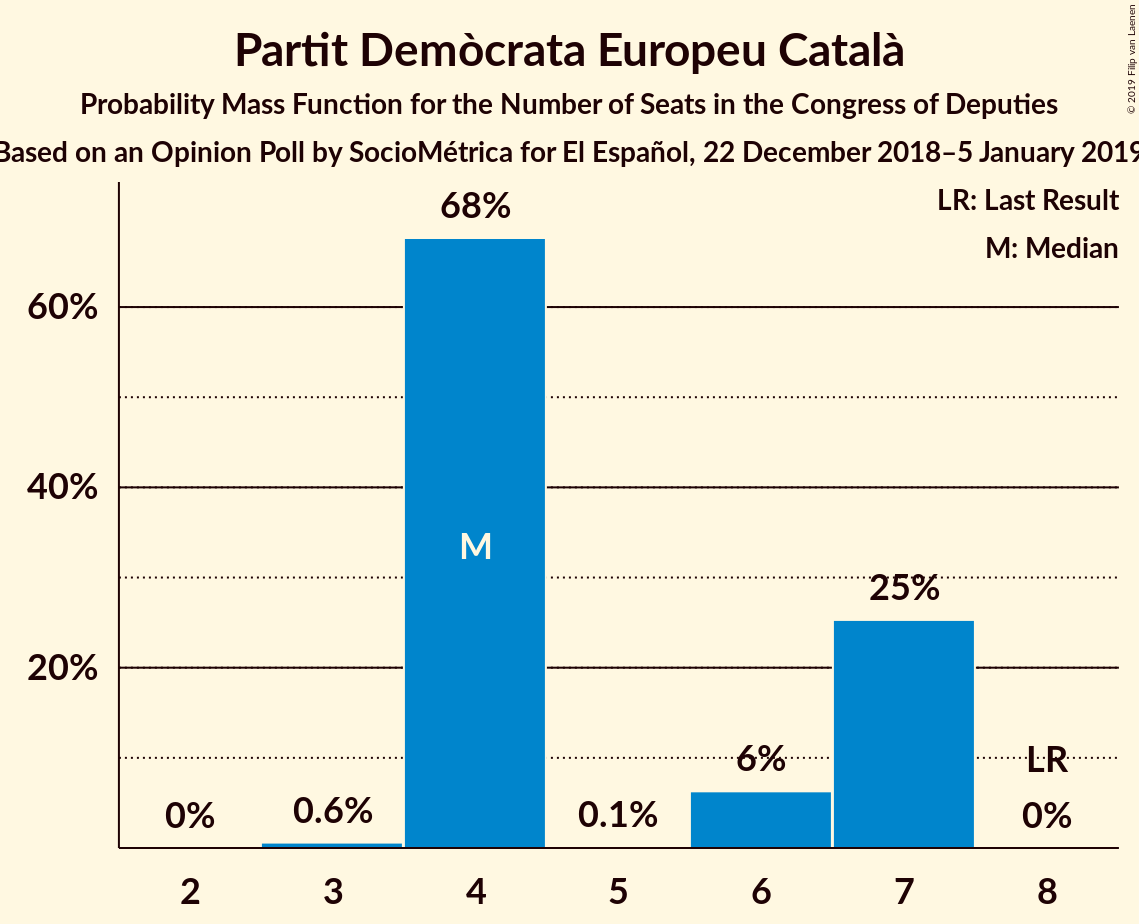 Partit Demòcrata Europeu Català
Probability Mass Function for the Number of Seats in the Congress of Deputies
Based on an Opinion Poll by SocioMétrica for El Español, 22 December 2018–5 January 2019
© 2019 Filip van Laenen
LR: Last Result
M: Median
68%
60%
40%
M
25%
20%
6%
LR
0%
0.6%
0.1%
0%
2
3
4
5
6
7
8